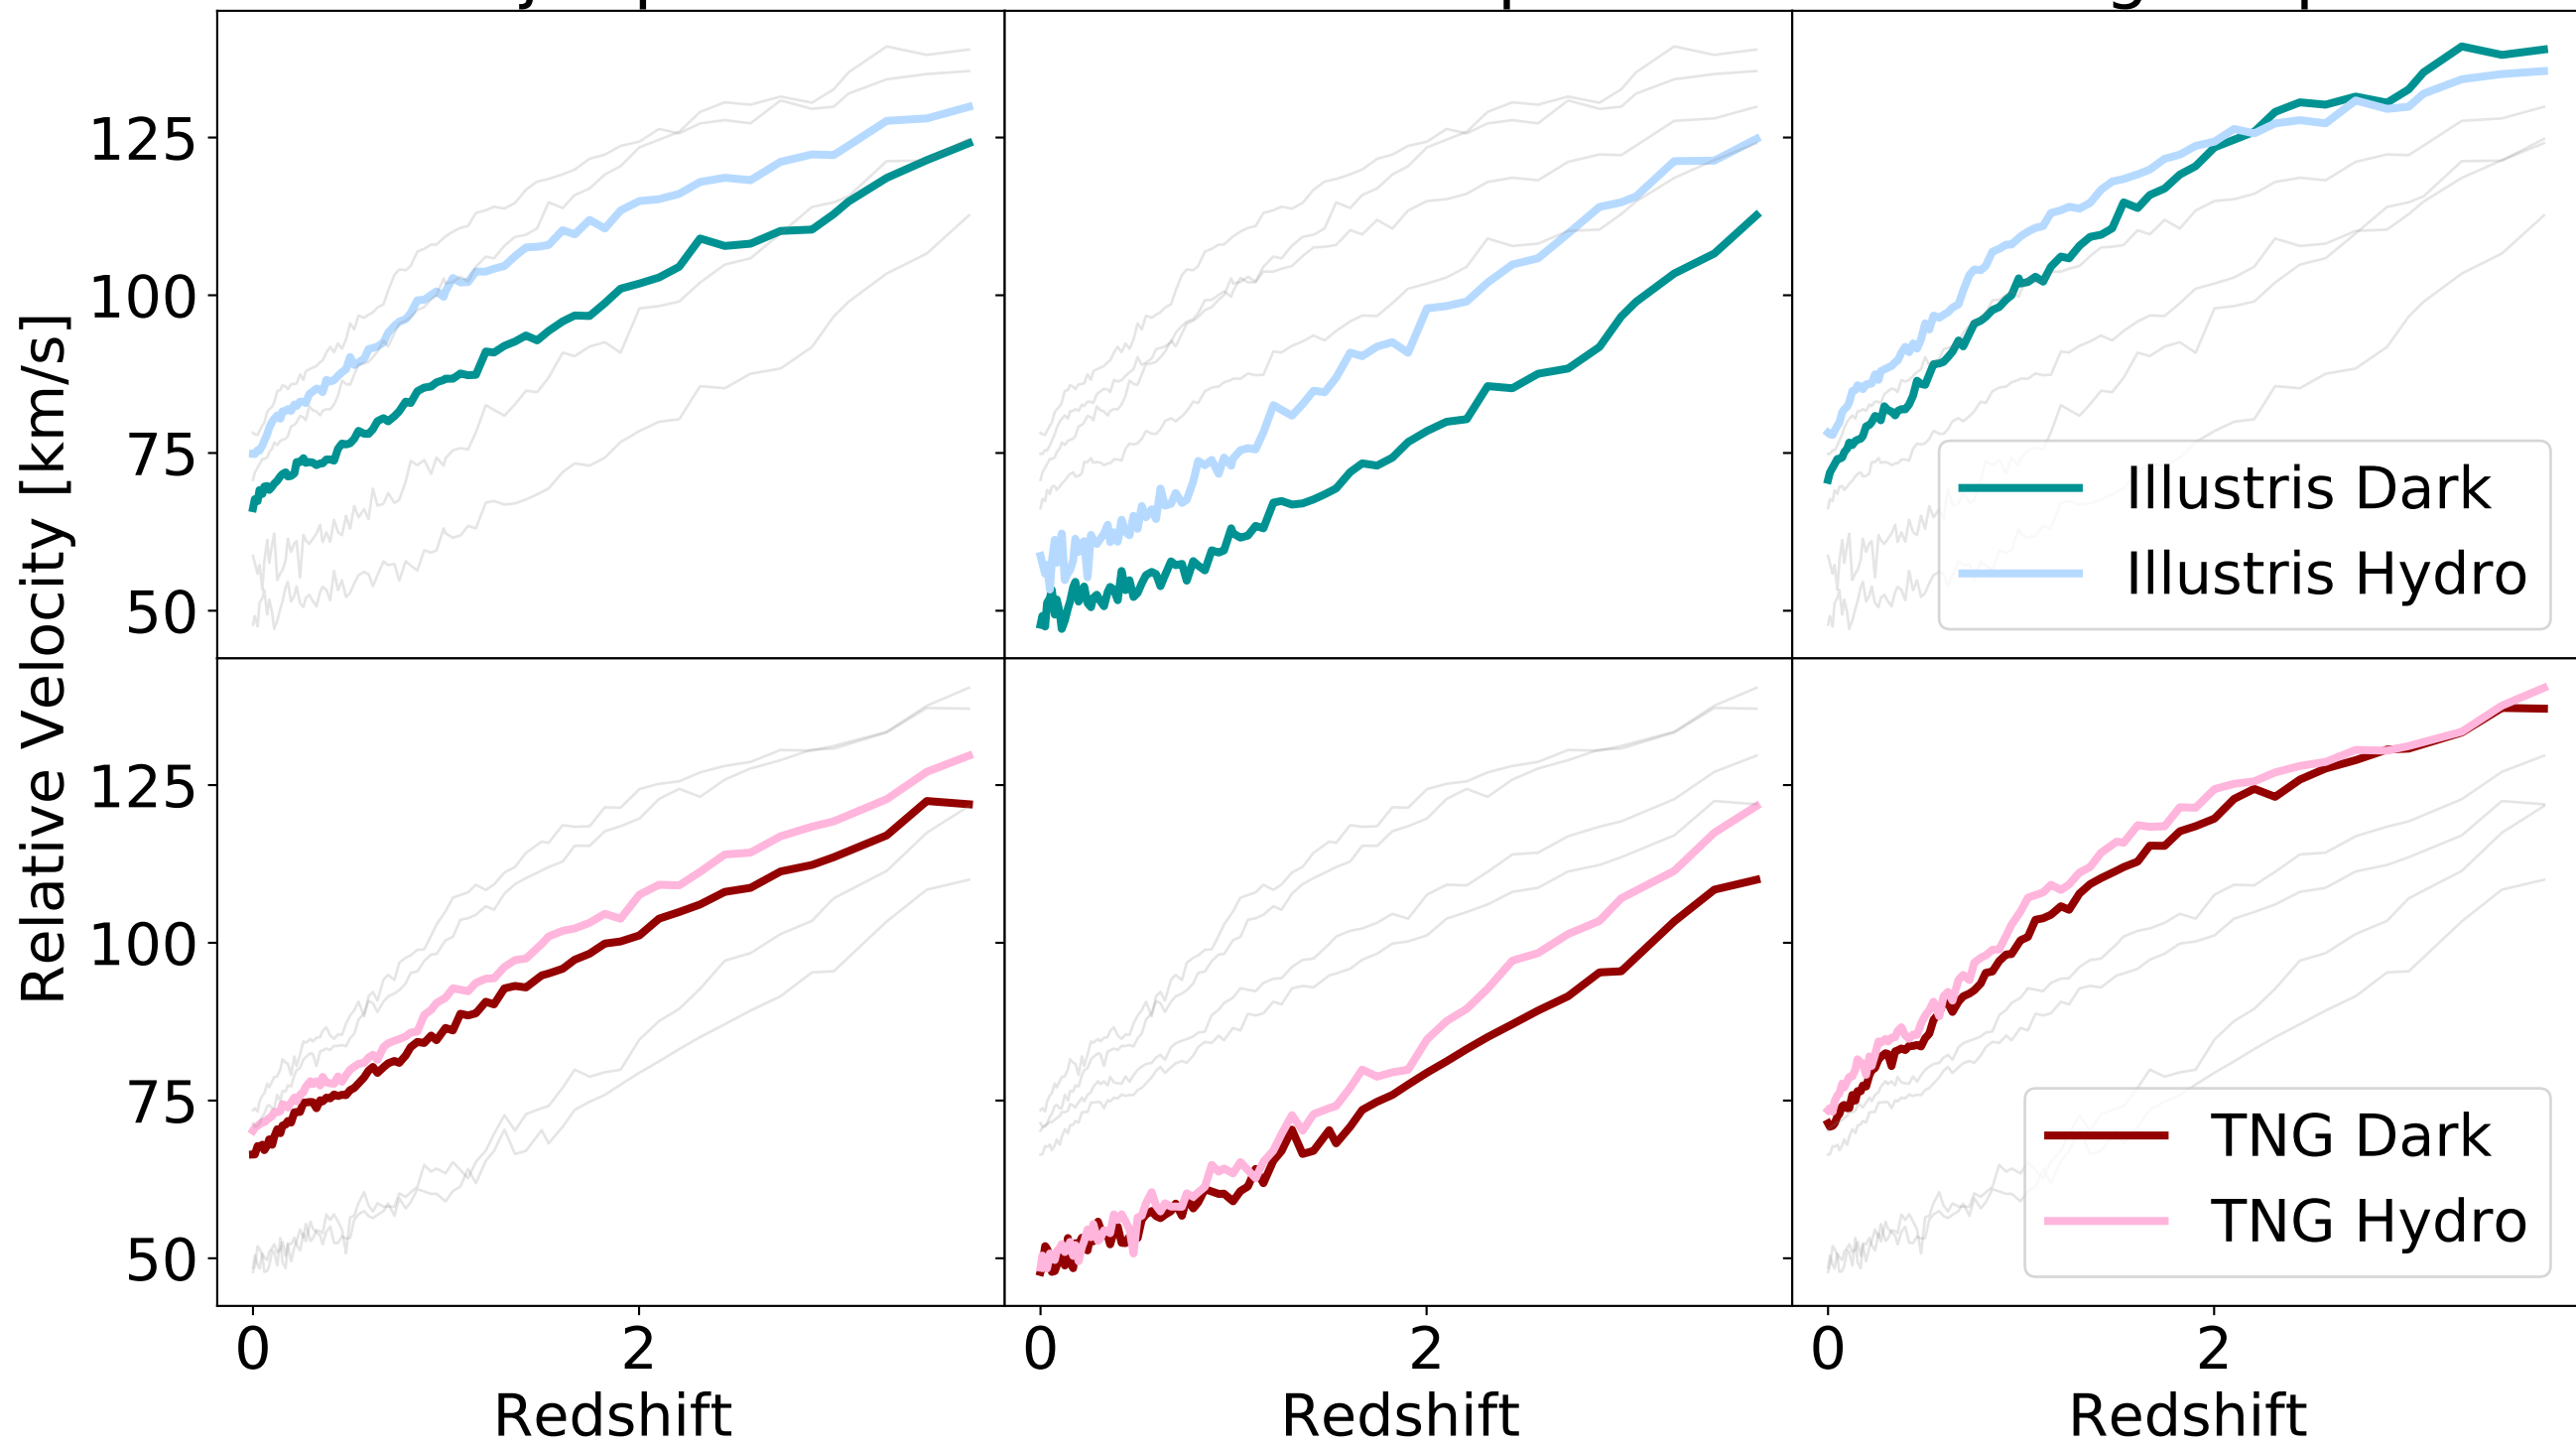 Relative Velocity [km/s]
125
100
75
50
Illustris Dark
Illustris Hydro
125
100
75
50
TNG Dark
TNG Hydro
0 2 0 2 0 2
Redshift Redshift Redshift